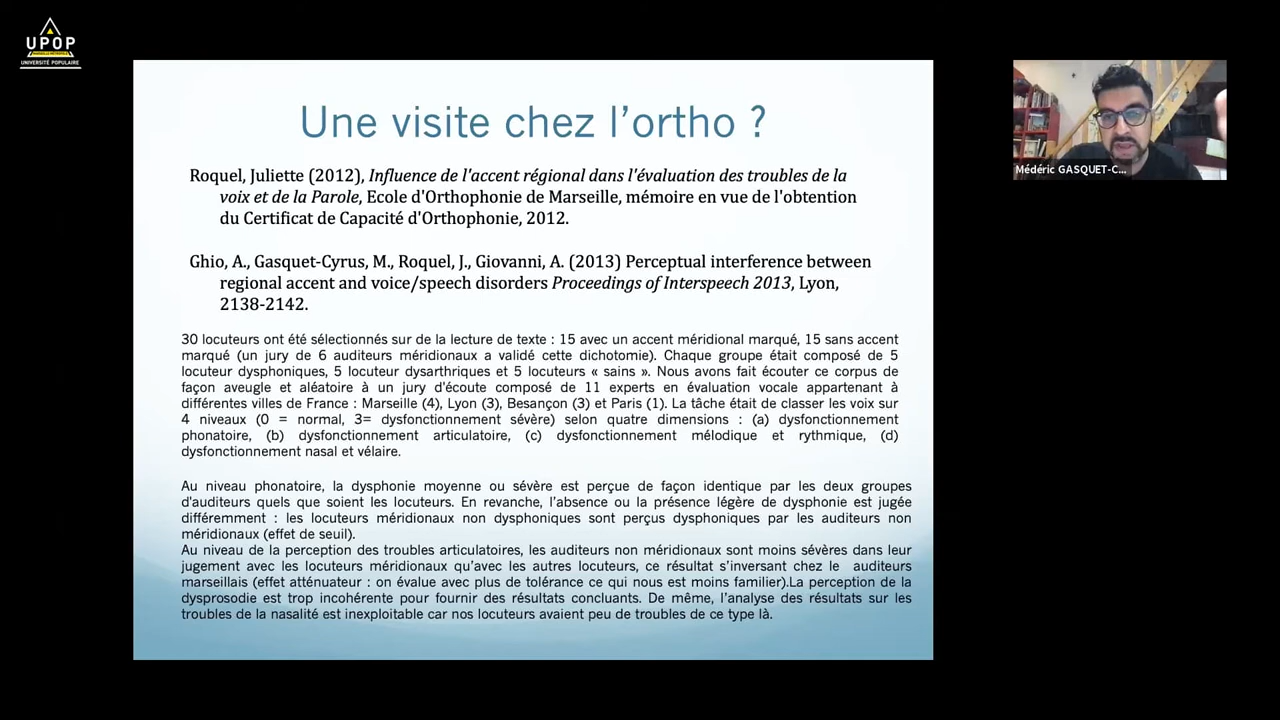 UPOP
UNIVERSITÉ POPULAIRE
Une visite chez l'ortho ?
Roquel, Juliette (2012), Influence de l'accent régional dans l'évaluation des troubles de la
voix et de la Parole, Ecole d'Orthophonie de Marseille, mémoire en vue de l'obtention
du Certificat de Capacité d'Orthophonie, 2012.
Ghio, A., Gasquet-Cyrus, M., Roquel, J., Giovanni, A. (2013) Perceptual interference between
regional accent and voice/speech disorders Proceedings of Interspeech 2013, Lyon,
2138-2142.
30 locuteurs ont été sélectionnés sur de la lecture de texte : 15 avec un accent méridional marqué, 15 sans accent
marqué (un jury de 6 auditeurs méridionaux a validé cette dichotomie). Chaque groupe était composé de 5
locuteur dysphoniques, 5 locuteur dysarthriques et 5 locuteurs « sains ». Nous avons fait écouter ce corpus de
façon aveugle et aléatoire à un jury d'écoute composé de 11 experts en évaluation vocale appartenant à
différentes villes de France : Marseille (4), Lyon (3), Besançon (3) et Paris (1). La tâche était de classer les voix sur
4 niveaux (0 = normal, 3= dysfonctionnement sévère) selon quatre dimensions : (a) dysfonctionnement
phonatoire, (b) dysfonctionnement articulatoire, (c) dysfonctionnement mélodique et rythmique, (d)
dysfonctionnement nasal et vélaire.
Au niveau phonatoire, la dysphonie moyenne ou sévère est perçue de façon identique par les deux groupes
d'auditeurs quels que soient les locuteurs. En revanche, l'absence ou la présence légère de dysphonie est jugée
différemment : les locuteurs méridionaux non dysphoniques sont perçus dysphoniques par les auditeurs non
méridionaux (effet de seuil).
Au niveau de la perception des troubles articulatoires, les auditeurs non méridionaux sont moins sévères dans leur
jugement avec les locuteurs méridionaux qu'avec les autres locuteurs, ce résultat s'inversant chez le auditeurs
marseillais (effet atténuateur : on évalue avec plus de tolérance ce qui nous est moins familier).La perception de la
dysprosodie est trop incohérente pour fournir des résultats concluants. De même, l'analyse des résultats sur les
troubles de la nasalité est inexploitable car nos locuteurs avaient peu de troubles de ce type là.
Médéric GASQUET-C...